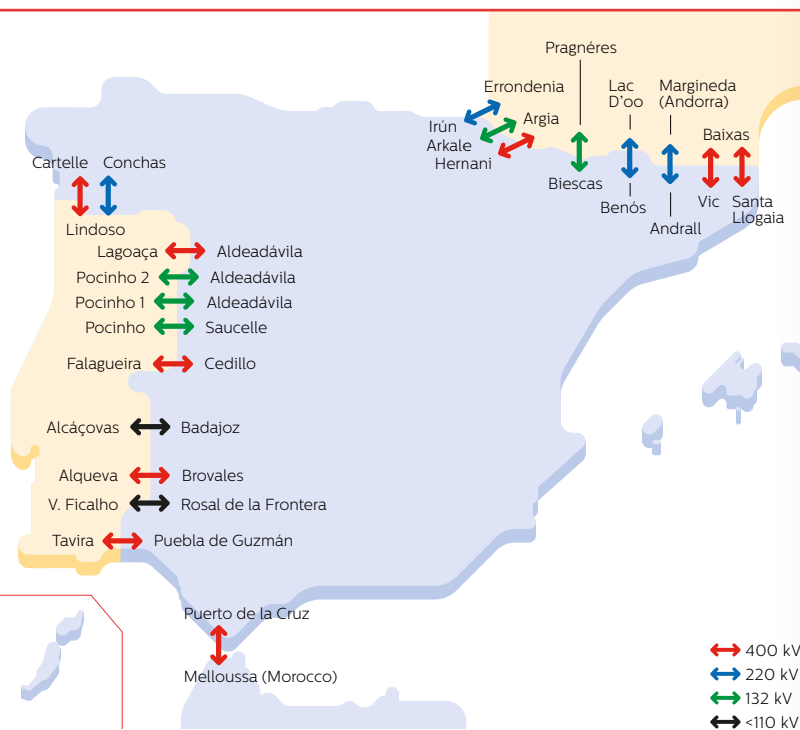 Pragnéres
Errondenia
Lac
D’oo
Margineda
(Andorra)
Argia
Irún
Arkale
Hernani
Baixas
Biescas
Benós
Vic
Santa
Llogaia
Andrall
Cartelle
Conchas
Lindoso
Lagoaça Aldeadávila
Pocinho 2 Aldeadávila
Pocinho 1 Aldeadávila
Pocinho Saucelle
Falagueira Cedillo
Alcáçovas Badajoz
Alqueva Brovales
V. Ficalho Rosal de la Frontera
Tavira Puebla de Guzmán
Puerto de la Cruz
Melloussa (Morocco)
400 kV
220 kV
132 kV
<110 kV